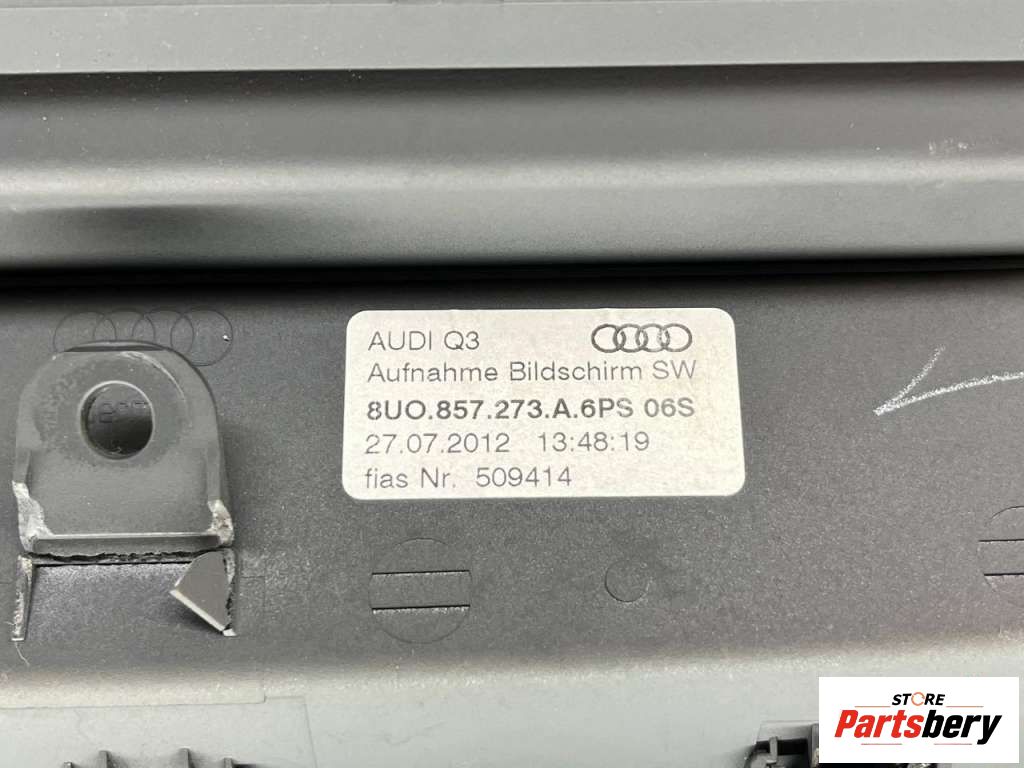 AUDI Q3
Aufnahme Bildschirm SW
8UO.857.273.A.6PS 06S
27.07.2012 13:48:19
fias Nr. 509414
STORE
Partsbery